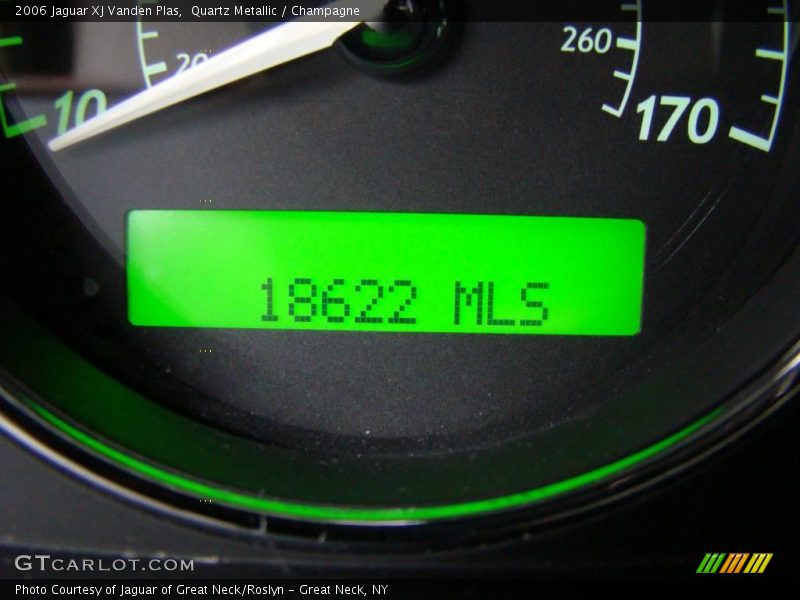 2006 Jaguar XJ Vanden Plas,  Quartz Metallic / Champagne
20
10
260
170
18622 MLS
GTCARLOT.COM
Photo Courtesy of Jaguar of Great Neck/Roslyn - Great Neck, NY